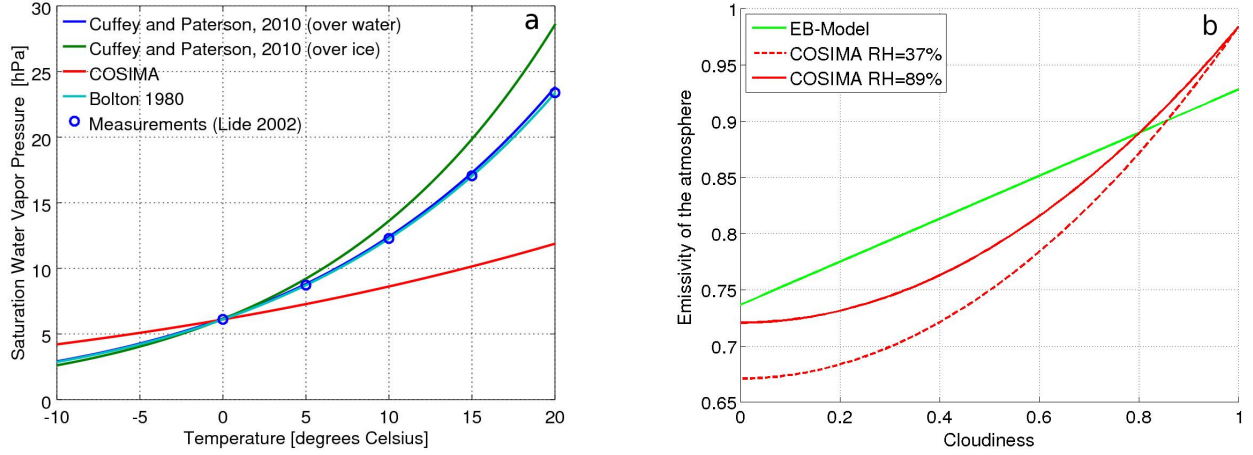 a
Saturation Water Vapor Pressure [hPa]
30
25
20
15
10
5
0
Cuffey and Paterson, 2010 (over water)
Cuffey and Paterson, 2010 (over ice)
COSIMA
Bolton 1980
Measurements (Lide 2002)
-10
-5
0
5
10
15
20
Temperature [degrees Celsius]
b
Emissivity of the atmosphere
1
0.95
0.9
0.85
0.8
0.75
0.7
0.65
EB-Model
COSIMA RH=37%
COSIMA RH=89%
0
0.2
0.4
0.6
0.8
1
Cloudiness